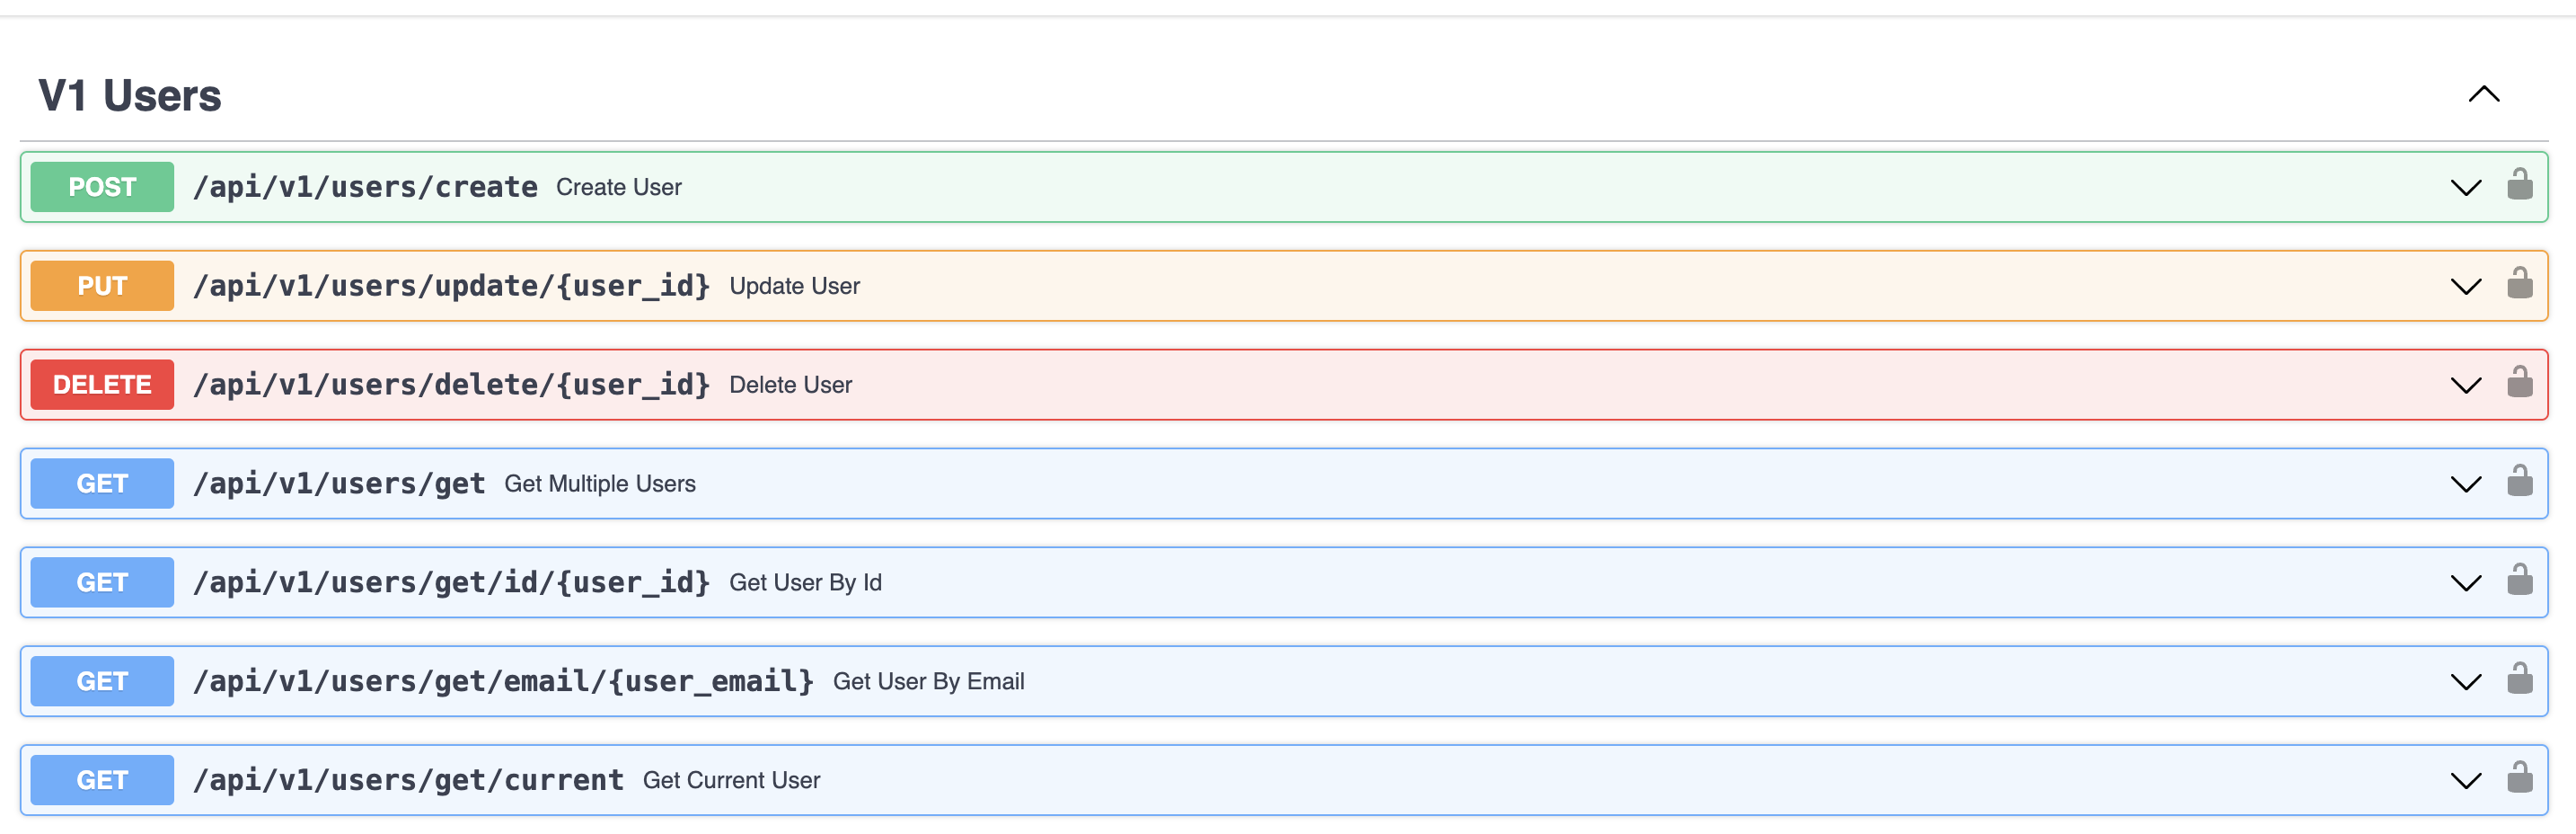 V1 Users
POST /api/v1/users/create Create User
PUT /api/v1/users/update/{user_id} Update User
DELETE /api/v1/users/delete/{user_id} Delete User
GET /api/v1/users/get Get Multiple Users
GET /api/v1/users/get/id/{user_id} Get User By Id
GET /api/v1/users/get/email/{user_email} Get User By Email
GET /api/v1/users/get/current Get Current User